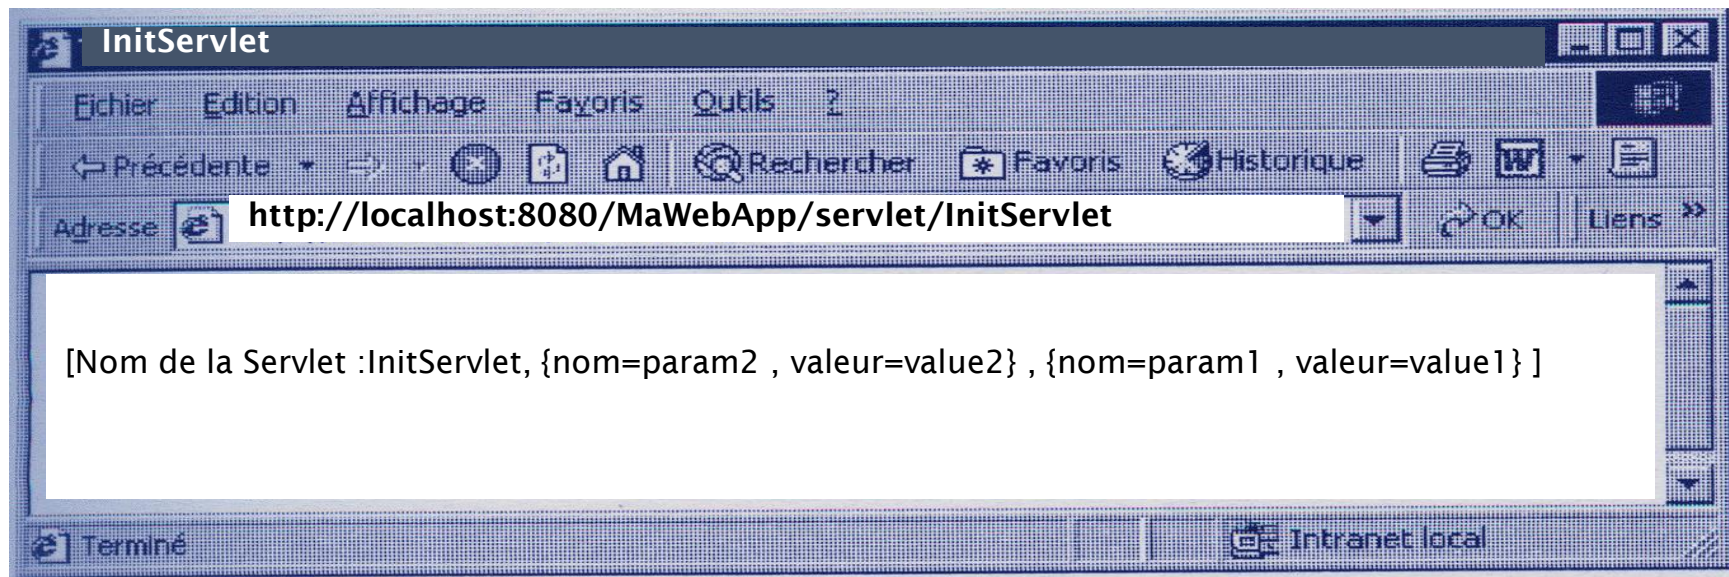 InitServlet
Fichier Edition Affichage Favoris Outils ?
Précédente Rechercher Favoris Historique
Adresse http://localhost:8080/MaWebApp/servlet/InitServlet OK Liens »
[Nom de la Servlet :InitServlet, {nom=param2 , valeur=value2} , {nom=param1 , valeur=value1} ]
Terminé Intranet local